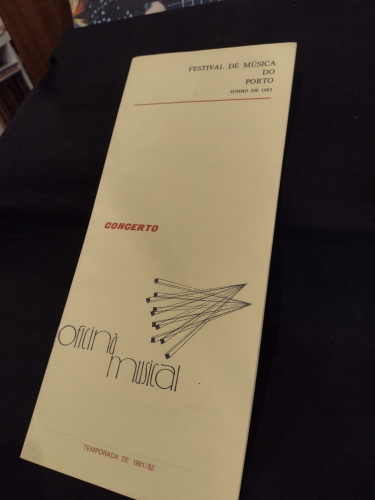 FESTIVAL DE MÚSICA
DO
PORTO
JUNHO DE 1982
CONCERTO
oficina
musical
TEMPORADA DE 1981/82